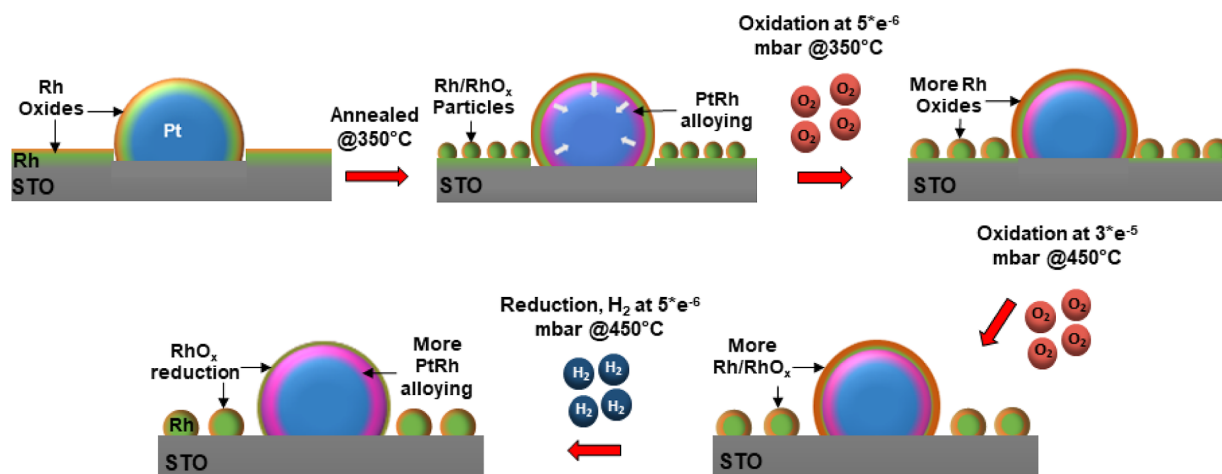 Rh
Oxides
Pt
Rh
STO
Annealed
@350°C
Rh/RhOₓ
Particles
PtRh
alloying
Oxidation at 5*e⁻⁶
mbar @350°C
O₂
O₂
O₂
O₂
More Rh
Oxides
STO
Oxidation at 3*e⁻⁵
mbar @450°C
O₂
O₂
O₂
O₂
More
Rh/RhOₓ
STO
Reduction, H₂ at 5*e⁻⁶
mbar @450°C
H₂
H₂
H₂
H₂
RhOₓ
reduction
More
PtRh
alloying
Rh
STO
STO